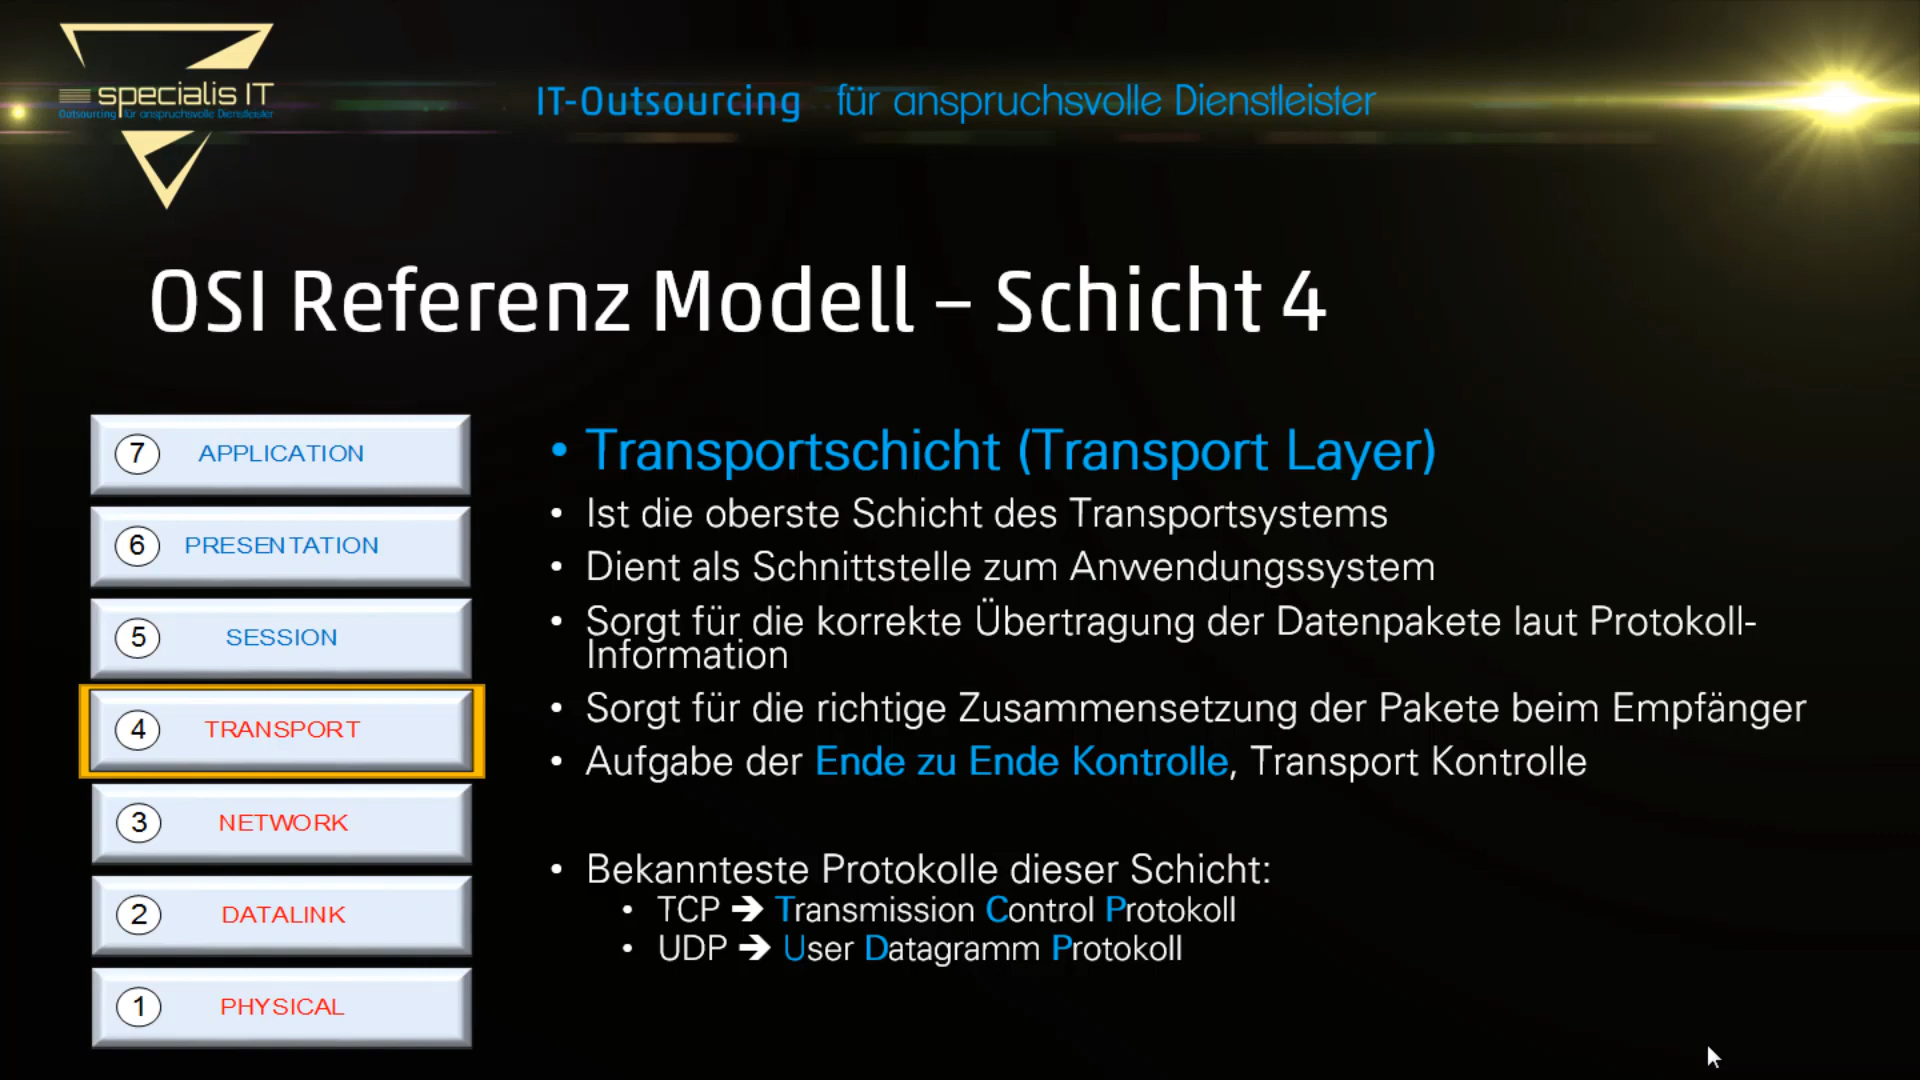 specialis IT
Outsourcing für anspruchsvolle Dienstleister
IT-Outsourcing für anspruchsvolle Dienstleister
OSI Referenz Modell – Schicht 4
7 APPLICATION
6 PRESENTATION
5 SESSION
4 TRANSPORT
3 NETWORK
2 DATALINK
1 PHYSICAL
• Transportschicht (Transport Layer)
• Ist die oberste Schicht des Transportsystems
• Dient als Schnittstelle zum Anwendungssystem
• Sorgt für die korrekte Übertragung der Datenpakete laut Protokoll-
Information
• Sorgt für die richtige Zusammensetzung der Pakete beim Empfänger
• Aufgabe der Ende zu Ende Kontrolle, Transport Kontrolle
• Bekannteste Protokolle dieser Schicht:
• TCP ➔ Transmission Control Protokoll
• UDP ➔ User Datagramm Protokoll